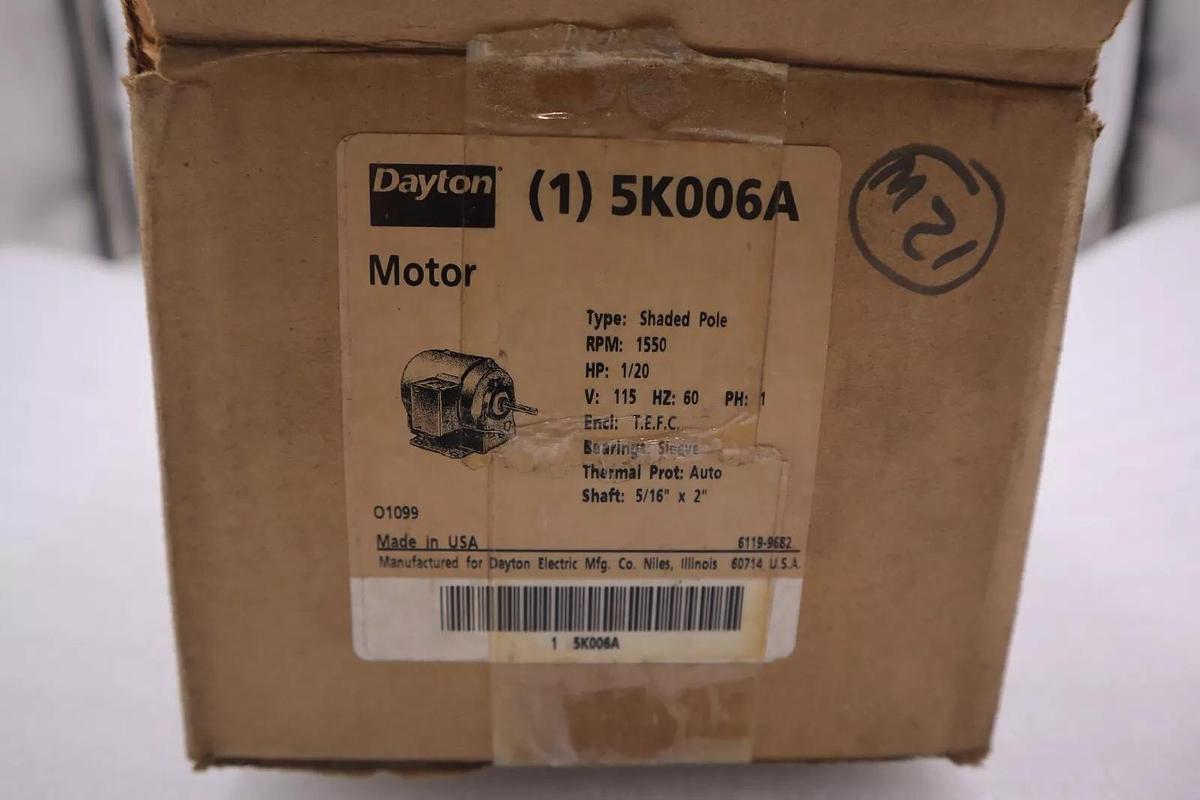 Dayton (1) 5K006A
Motor
Type: Shaded Pole
RPM: 1550
HP: 1/20
V: 115 HZ: 60 PH: 1
Encl: T.E.F.C.
Bearings: Sleeve
Thermal Prot: Auto
Shaft: 5/16" x 2"
O1099
Made in USA 6119-9682
Manufactured for Dayton Electric Mfg. Co. Niles, Illinois 60714 U.S.A.
1 5K006A